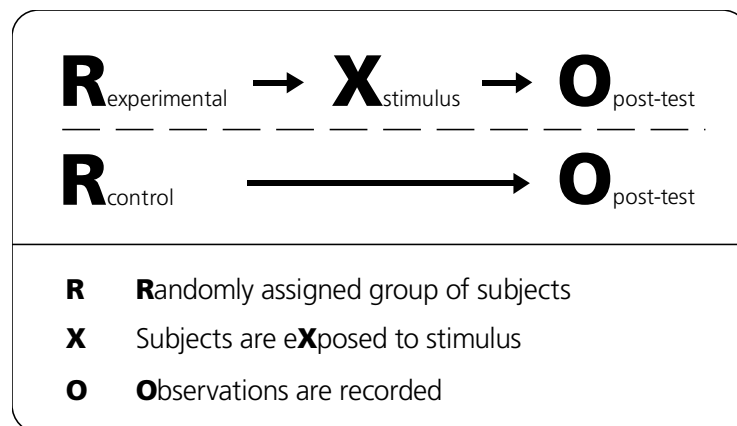 Rexperimental Xstimulus Opost-test
Rcontrol Opost-test
R Randomly assigned group of subjects
X Subjects are eXposed to stimulus
O Observations are recorded